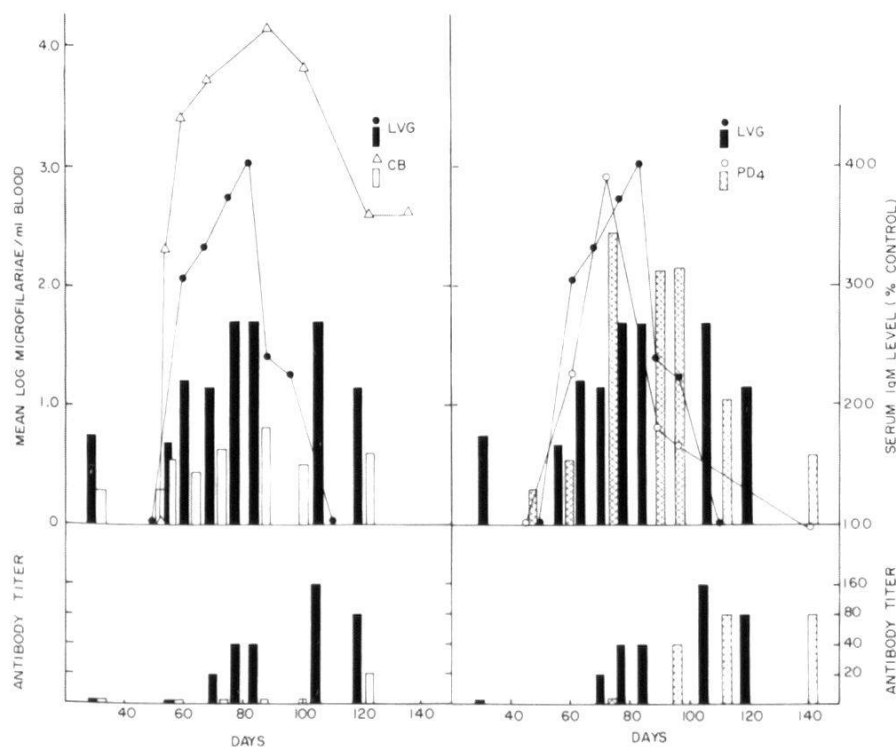 4.0
3.0
2.0
1.0
0
MEAN LOG MICROFILARIAE/ml BLOOD
LVG
CB
LVG
PD4
400
300
200
100
SERUM IgM LEVEL (% CONTROL)
ANTIBODY TITER
160
80
40
20
ANTIBODY TITER
40 60 80 100 120 140
DAYS
40 60 80 100 120 140
DAYS